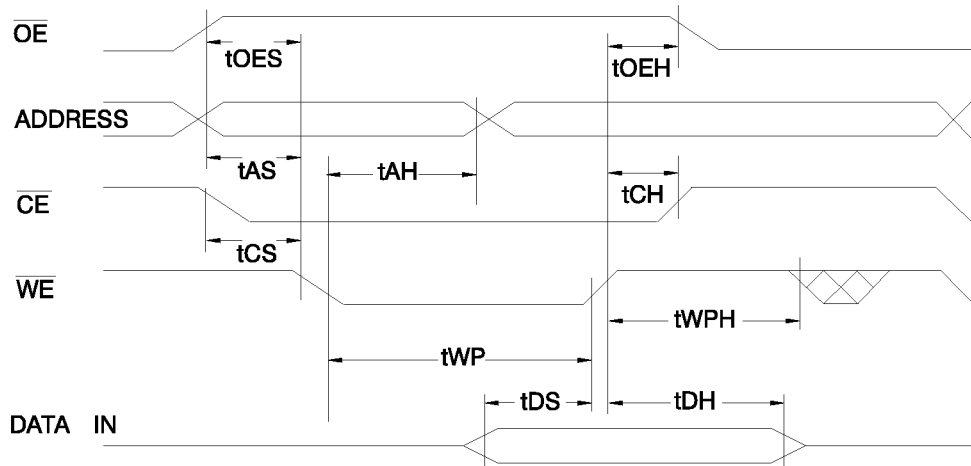 OE
tOES
tOEH
ADDRESS
tAS
tAH
tCH
CE
tCS
WE
tWPH
tWP
tDS
tDH
DATA IN